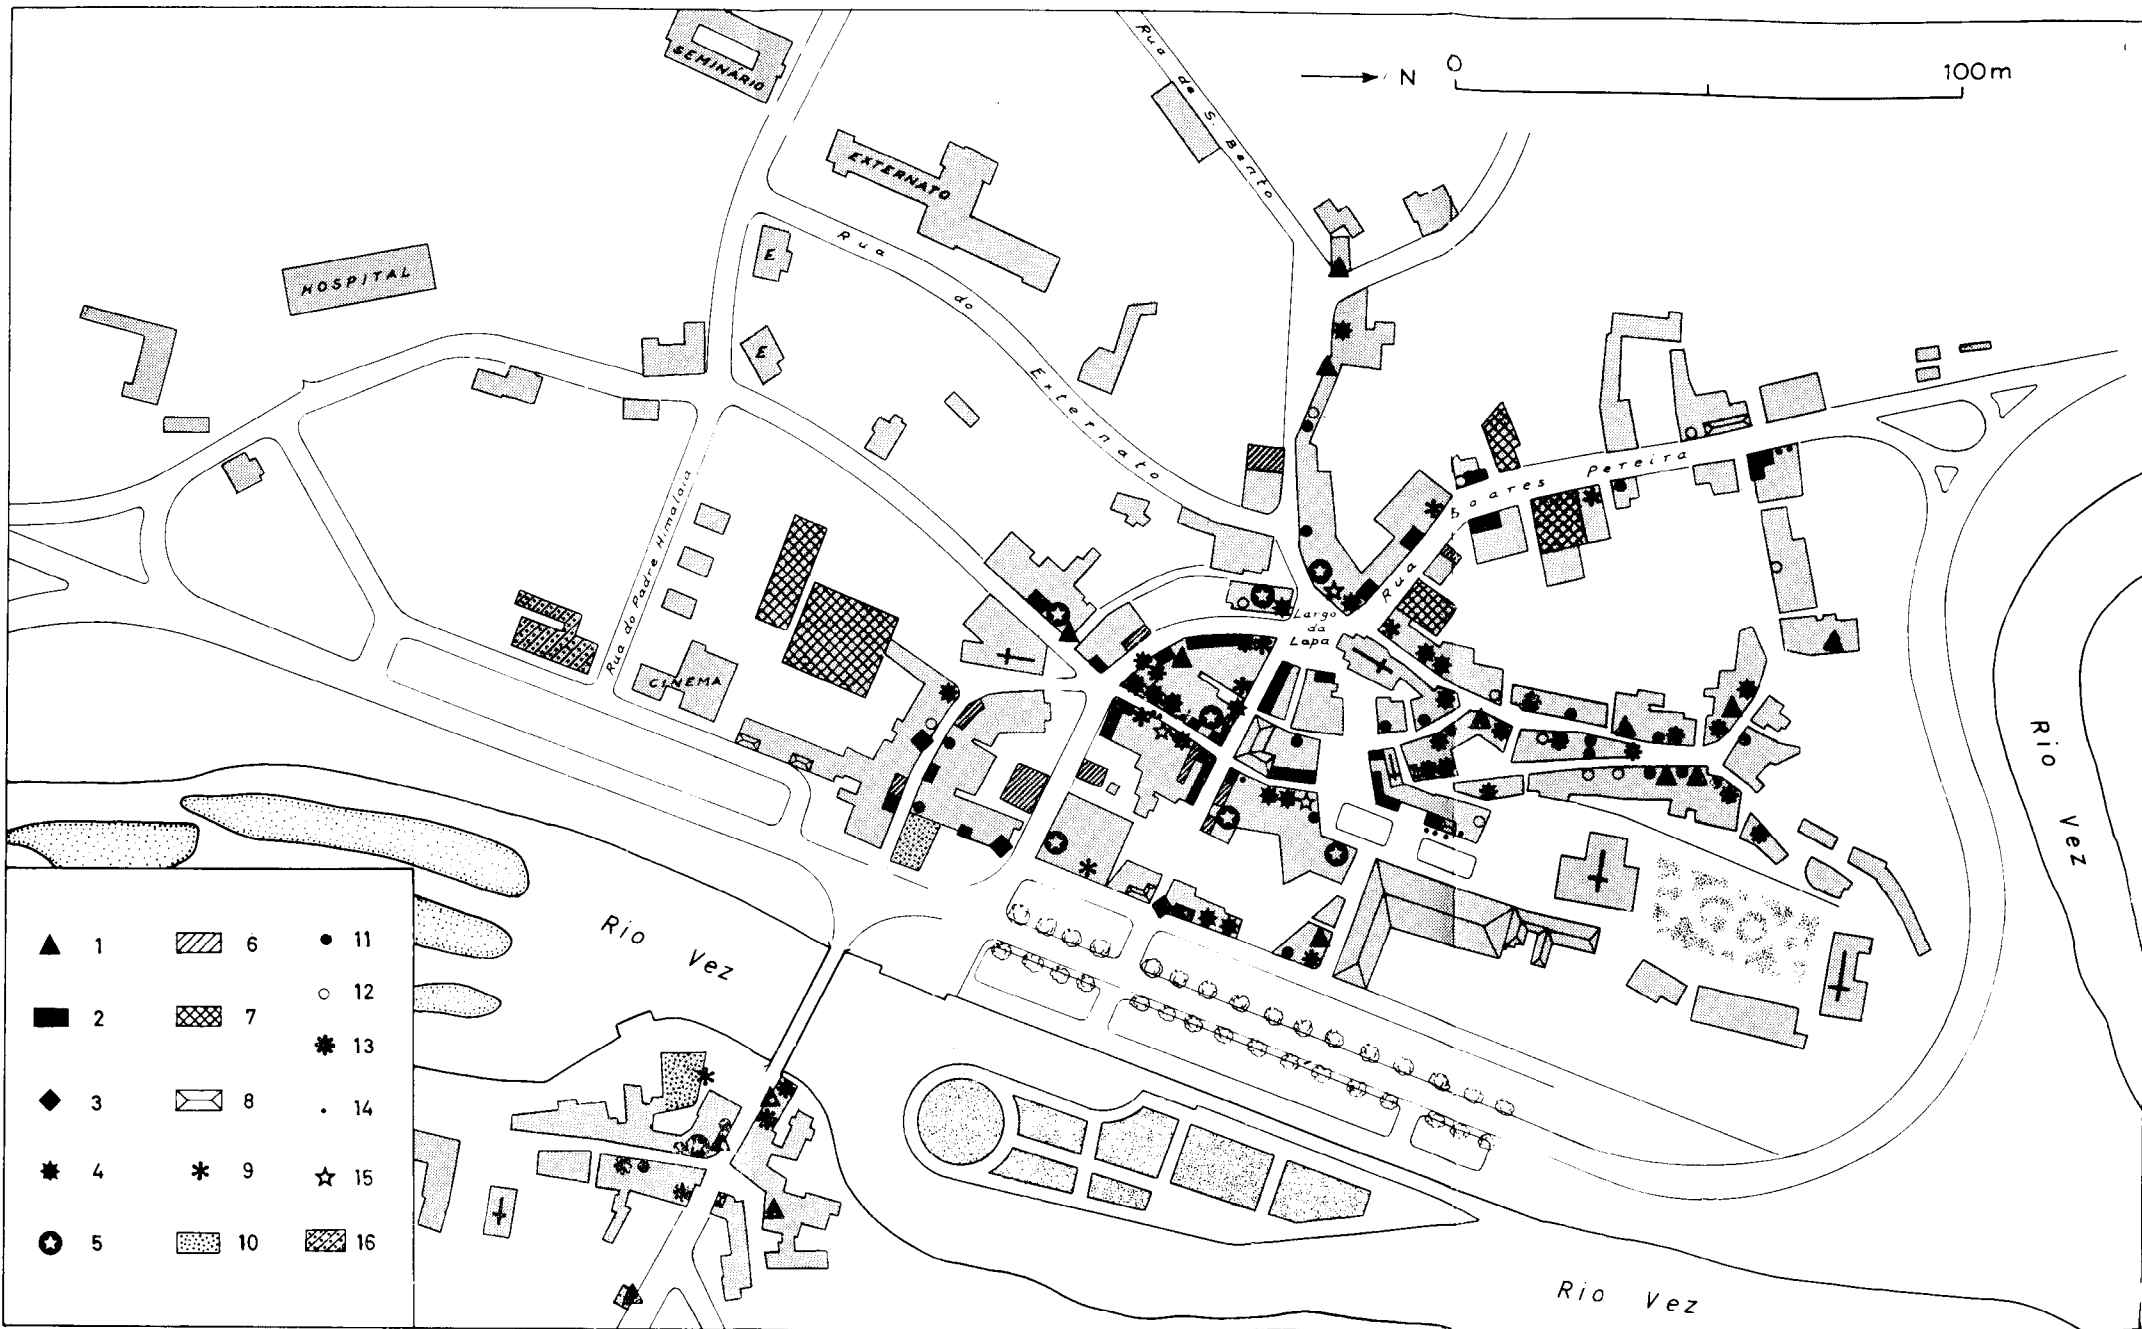 SEMINÁRIO
Rua de S. Bento
N
0
100m
EXTERNATO
HOSPITAL
E
Rua do Externato
E
Rua do Padre Himalaia
Rua Soares Pereira
Largo
da
Lapa
CINEMA
Rio Vez
Rio Vez
Rio Vez
1
2
3
4
5
6
7
8
9
10
11
12
13
14
15
16